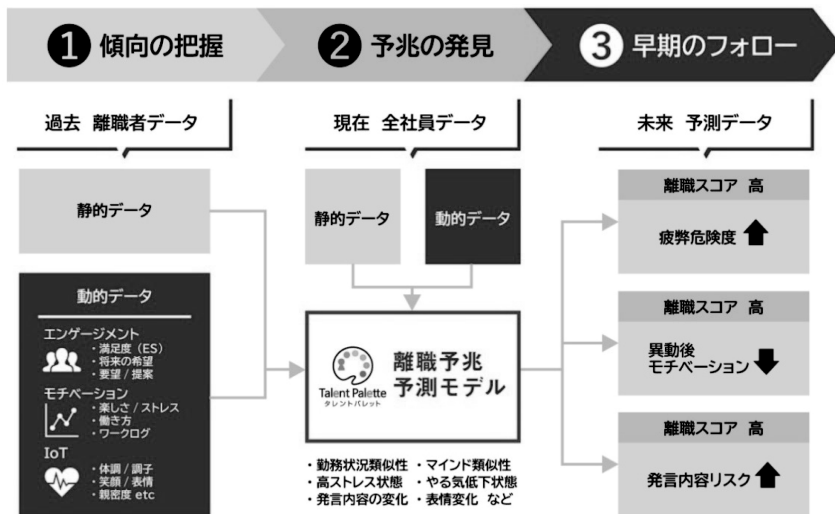 1 傾向の把握
2 予兆の発見
3 早期のフォロー
過去 離職者データ
現在 全社員データ
未来 予測データ
静的データ
動的データ
エンゲージメント
・満足度（ES）
・将来の希望
・要望 / 提案
モチベーション
・楽しさ / ストレス
・働き方
・ワークログ
IoT
・体調 / 調子
・笑顔 / 表情
・親密度 etc
静的データ
動的データ
Talent Palette
タレントパレット
離職予兆
予測モデル
・勤務状況類似性 ・マインド類似性
・高ストレス状態 ・やる気低下状態
・発言内容の変化 ・表情変化 など
離職スコア 高
疲弊危険度
離職スコア 高
異動後
モチベーション
離職スコア 高
発言内容リスク